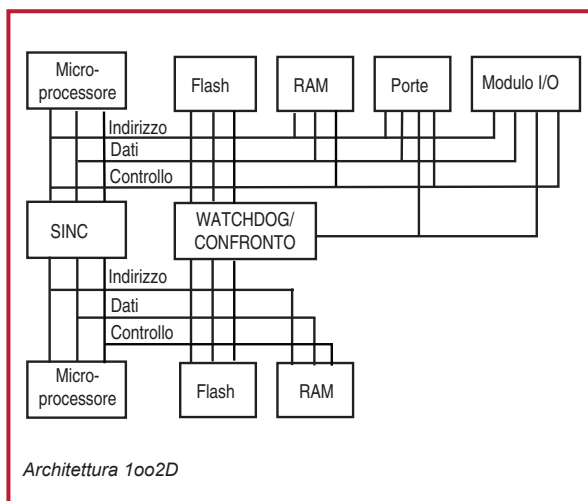 Micro-
processore
Flash
RAM
Porte
Modulo I/O
Indirizzo
Dati
Controllo
SINC
WATCHDOG/
CONFRONTO
Indirizzo
Dati
Controllo
Micro-
processore
Flash
RAM
Architettura 1oo2D